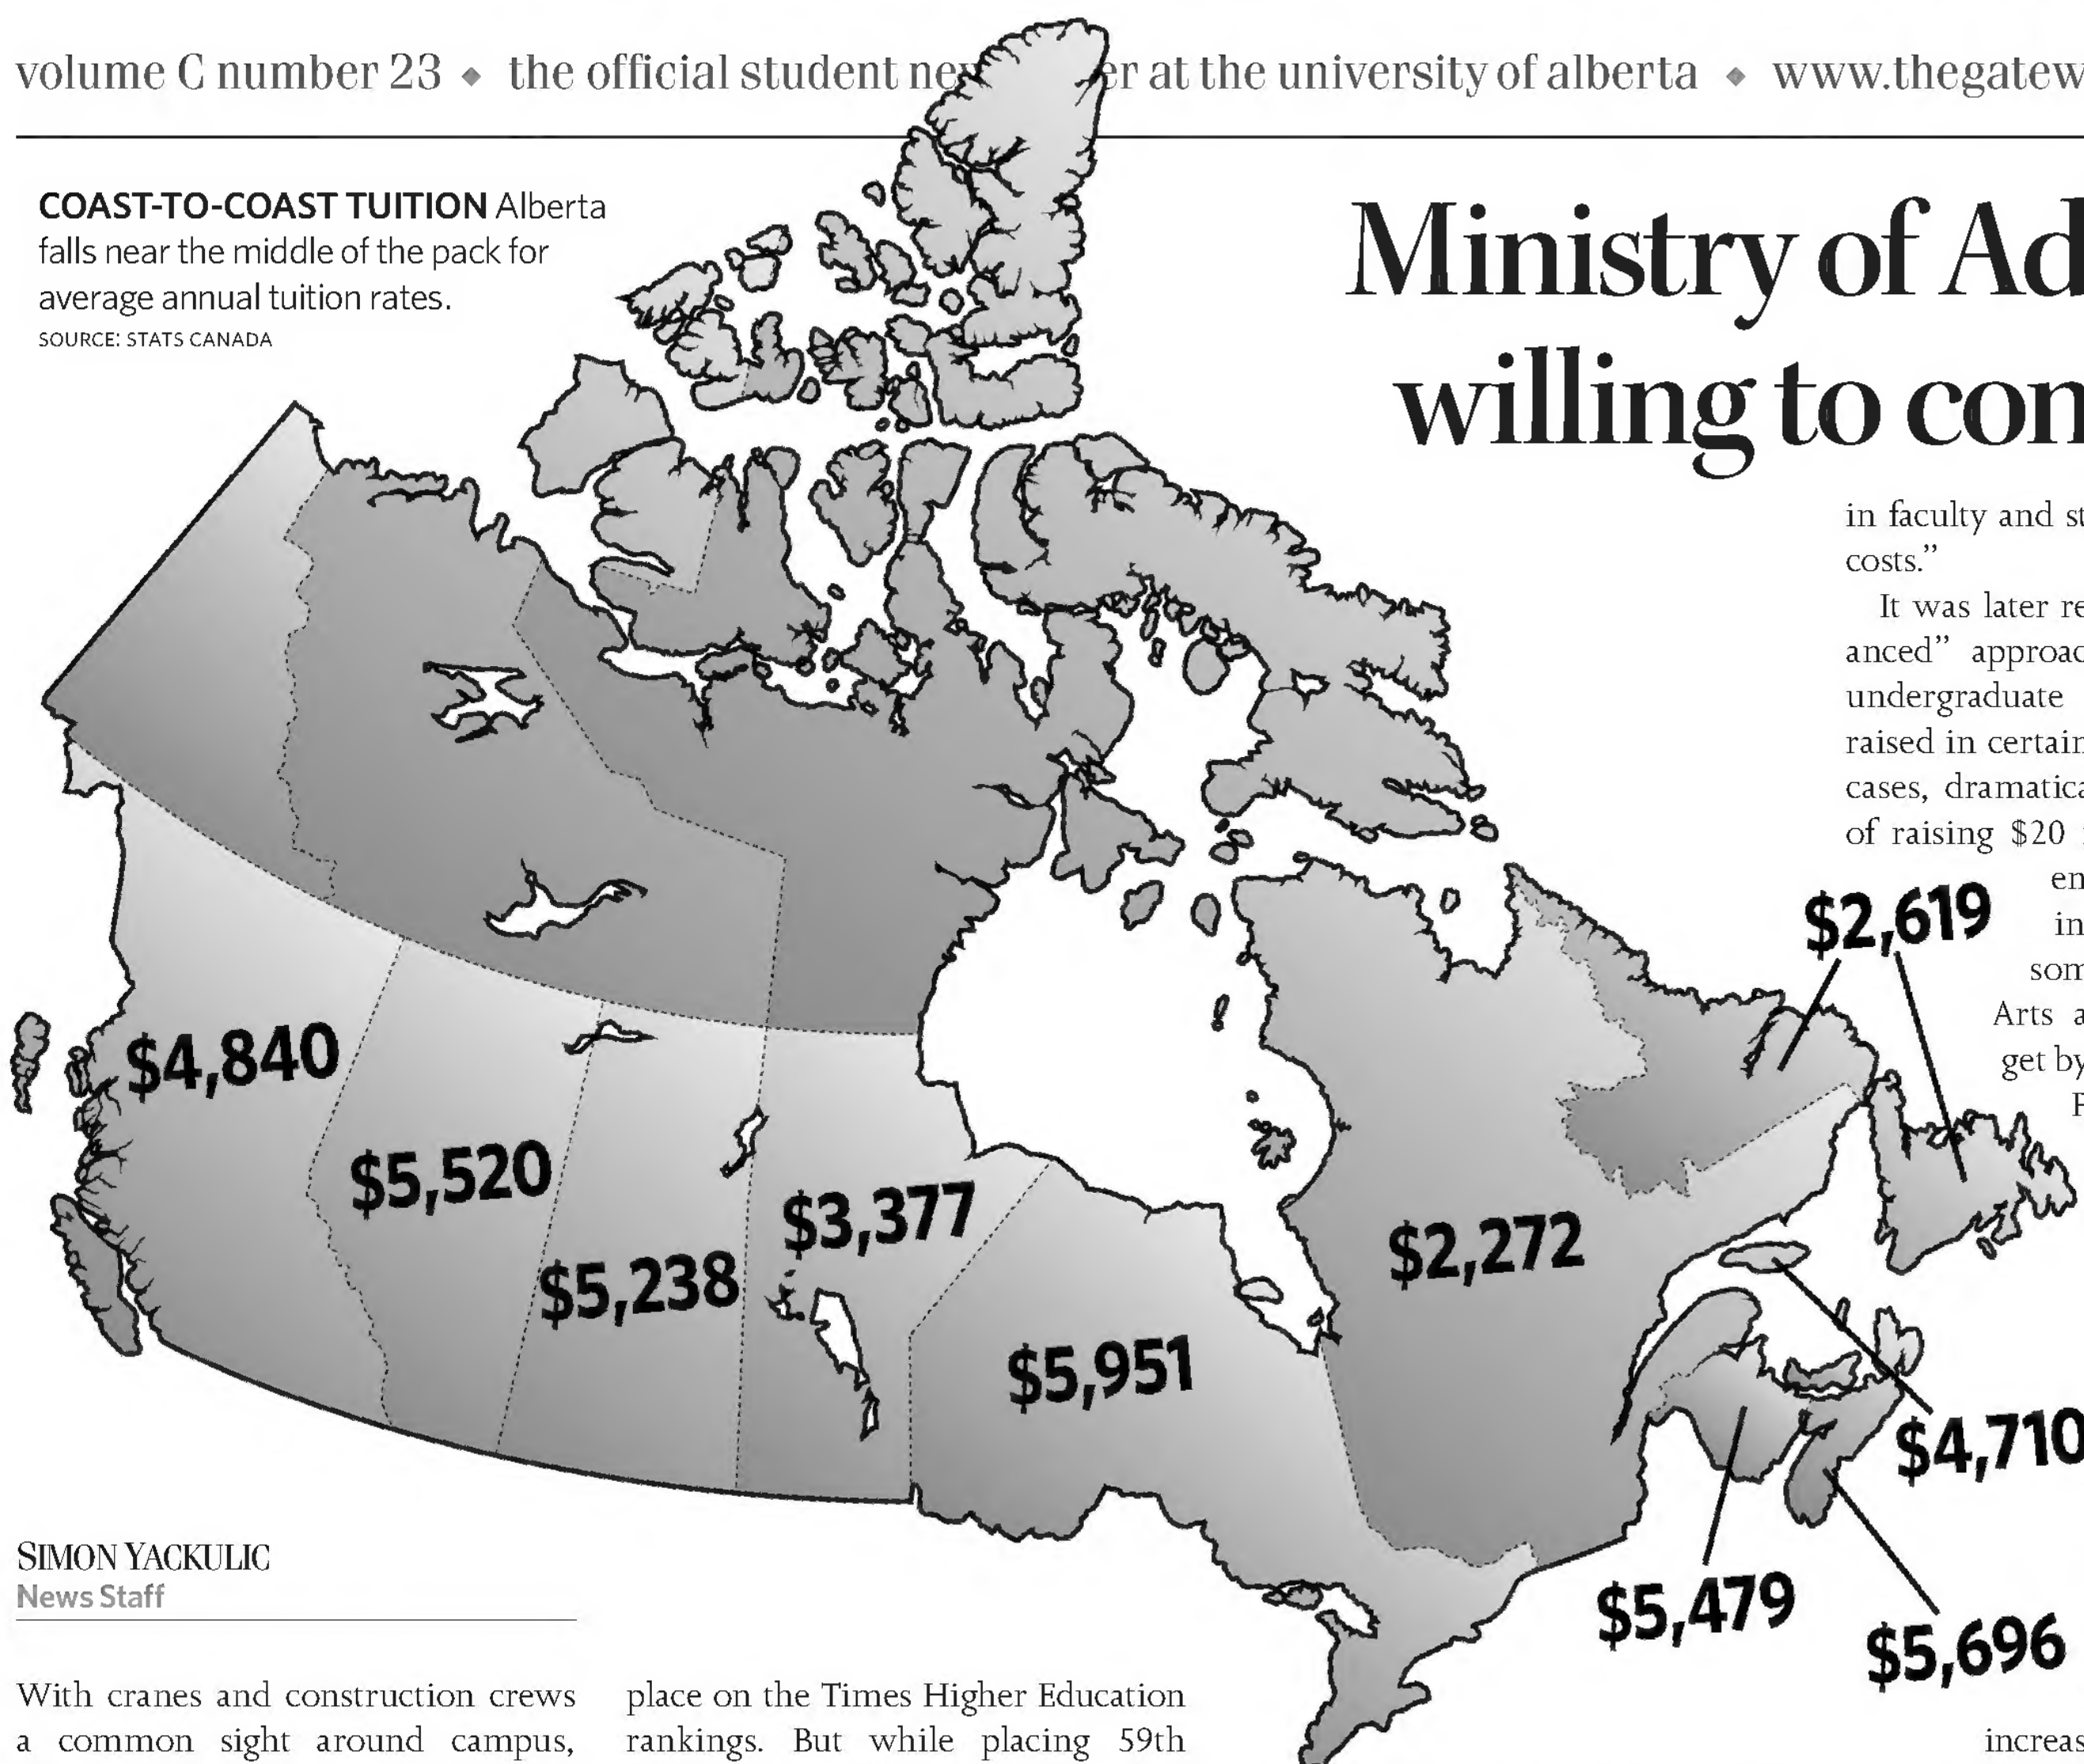 volume C number 23 ◆ the official student er at the university of alberta ◆ www.thegatew
COAST-TO-COAST TUITION Alberta
falls near the middle of the pack for
average annual tuition rates.
SOURCE: STATS CANADA
Ministry of Ad
willing to con
in faculty and st
costs.”
It was later re
anced” approac
undergraduate
raised in certain
cases, dramatica
of raising $20
en
in
som
Arts a
get by
$2,619
$4,840
$5,520
$5,238
$3,377
$5,951
$2,272
$4,710
$5,479
$5,696
SIMON YACKULIC
News Staff
With cranes and construction crews
a common sight around campus,
place on the Times Higher Education
rankings. But while placing 59th
increas